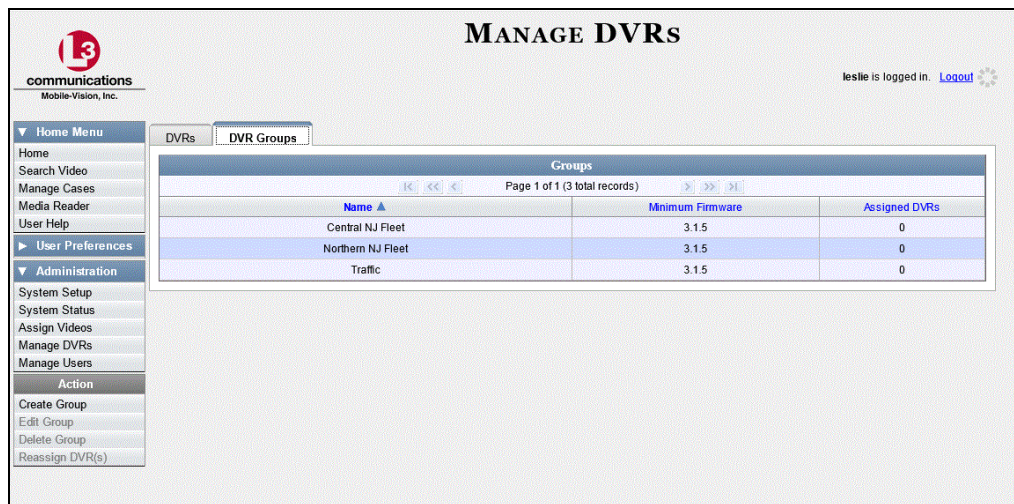 MANAGE DVRS
L3
communications
Mobile-Vision, Inc.
leslie is logged in. Logout
▼ Home Menu
Home
Search Video
Manage Cases
Media Reader
User Help
► User Preferences
▼ Administration
System Setup
System Status
Assign Videos
Manage DVRs
Manage Users
Action
Create Group
Edit Group
Delete Group
Reassign DVR(s)
DVRs DVR Groups
Groups
|< << < Page 1 of 1 (3 total records) > >> >|
Name ▲ Minimum Firmware Assigned DVRs
Central NJ Fleet 3.1.5 0
Northern NJ Fleet 3.1.5 0
Traffic 3.1.5 0